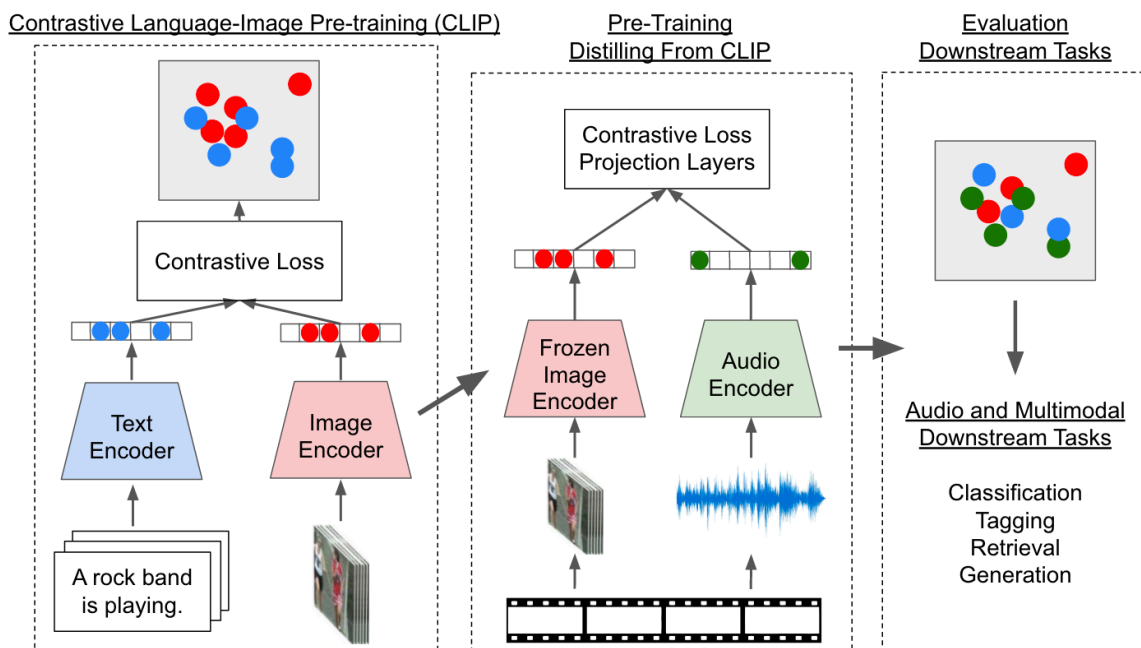 Contrastive Language-Image Pre-training (CLIP)
Contrastive Loss
Text
Encoder
Image
Encoder
A rock band
is playing.
Pre-Training
Distilling From CLIP
Contrastive Loss
Projection Layers
Frozen
Image
Encoder
Audio
Encoder
Evaluation
Downstream Tasks
Audio and Multimodal
Downstream Tasks
Classification
Tagging
Retrieval
Generation